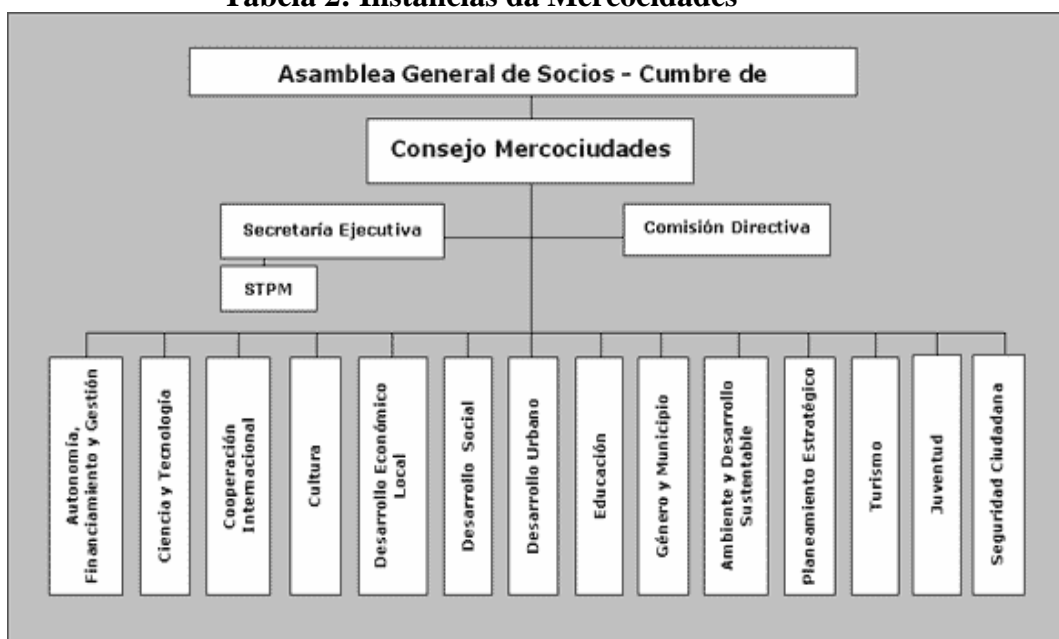 Tabela 2: Instâncias da Mercocidades
Asamblea General de Socios - Cumbre de
Consejo Mercociudades
Secretaría Ejecutiva
Comisión Directiva
STPM
Autonomía,
Financiamiento y Gestión
Ciencia y Tecnología
Cooperación
Internacional
Cultura
Desarrollo Económico
Local
Desarrollo Social
Desarrollo Urbano
Educación
Género y Municipio
Ambiente y Desarrollo
Sustentable
Planeamiento Estratégico
Turismo
Juventud
Seguridad Ciudadana